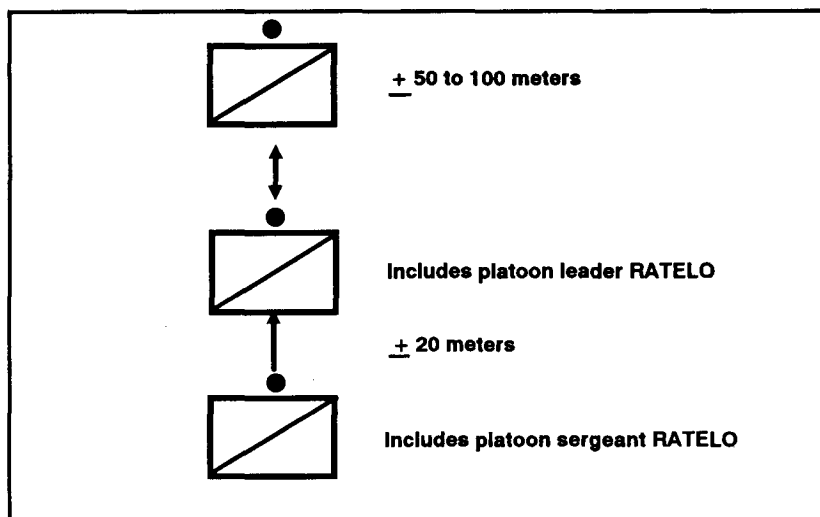 ± 50 to 100 meters
Includes platoon leader RATELO
± 20 meters
Includes platoon sergeant RATELO